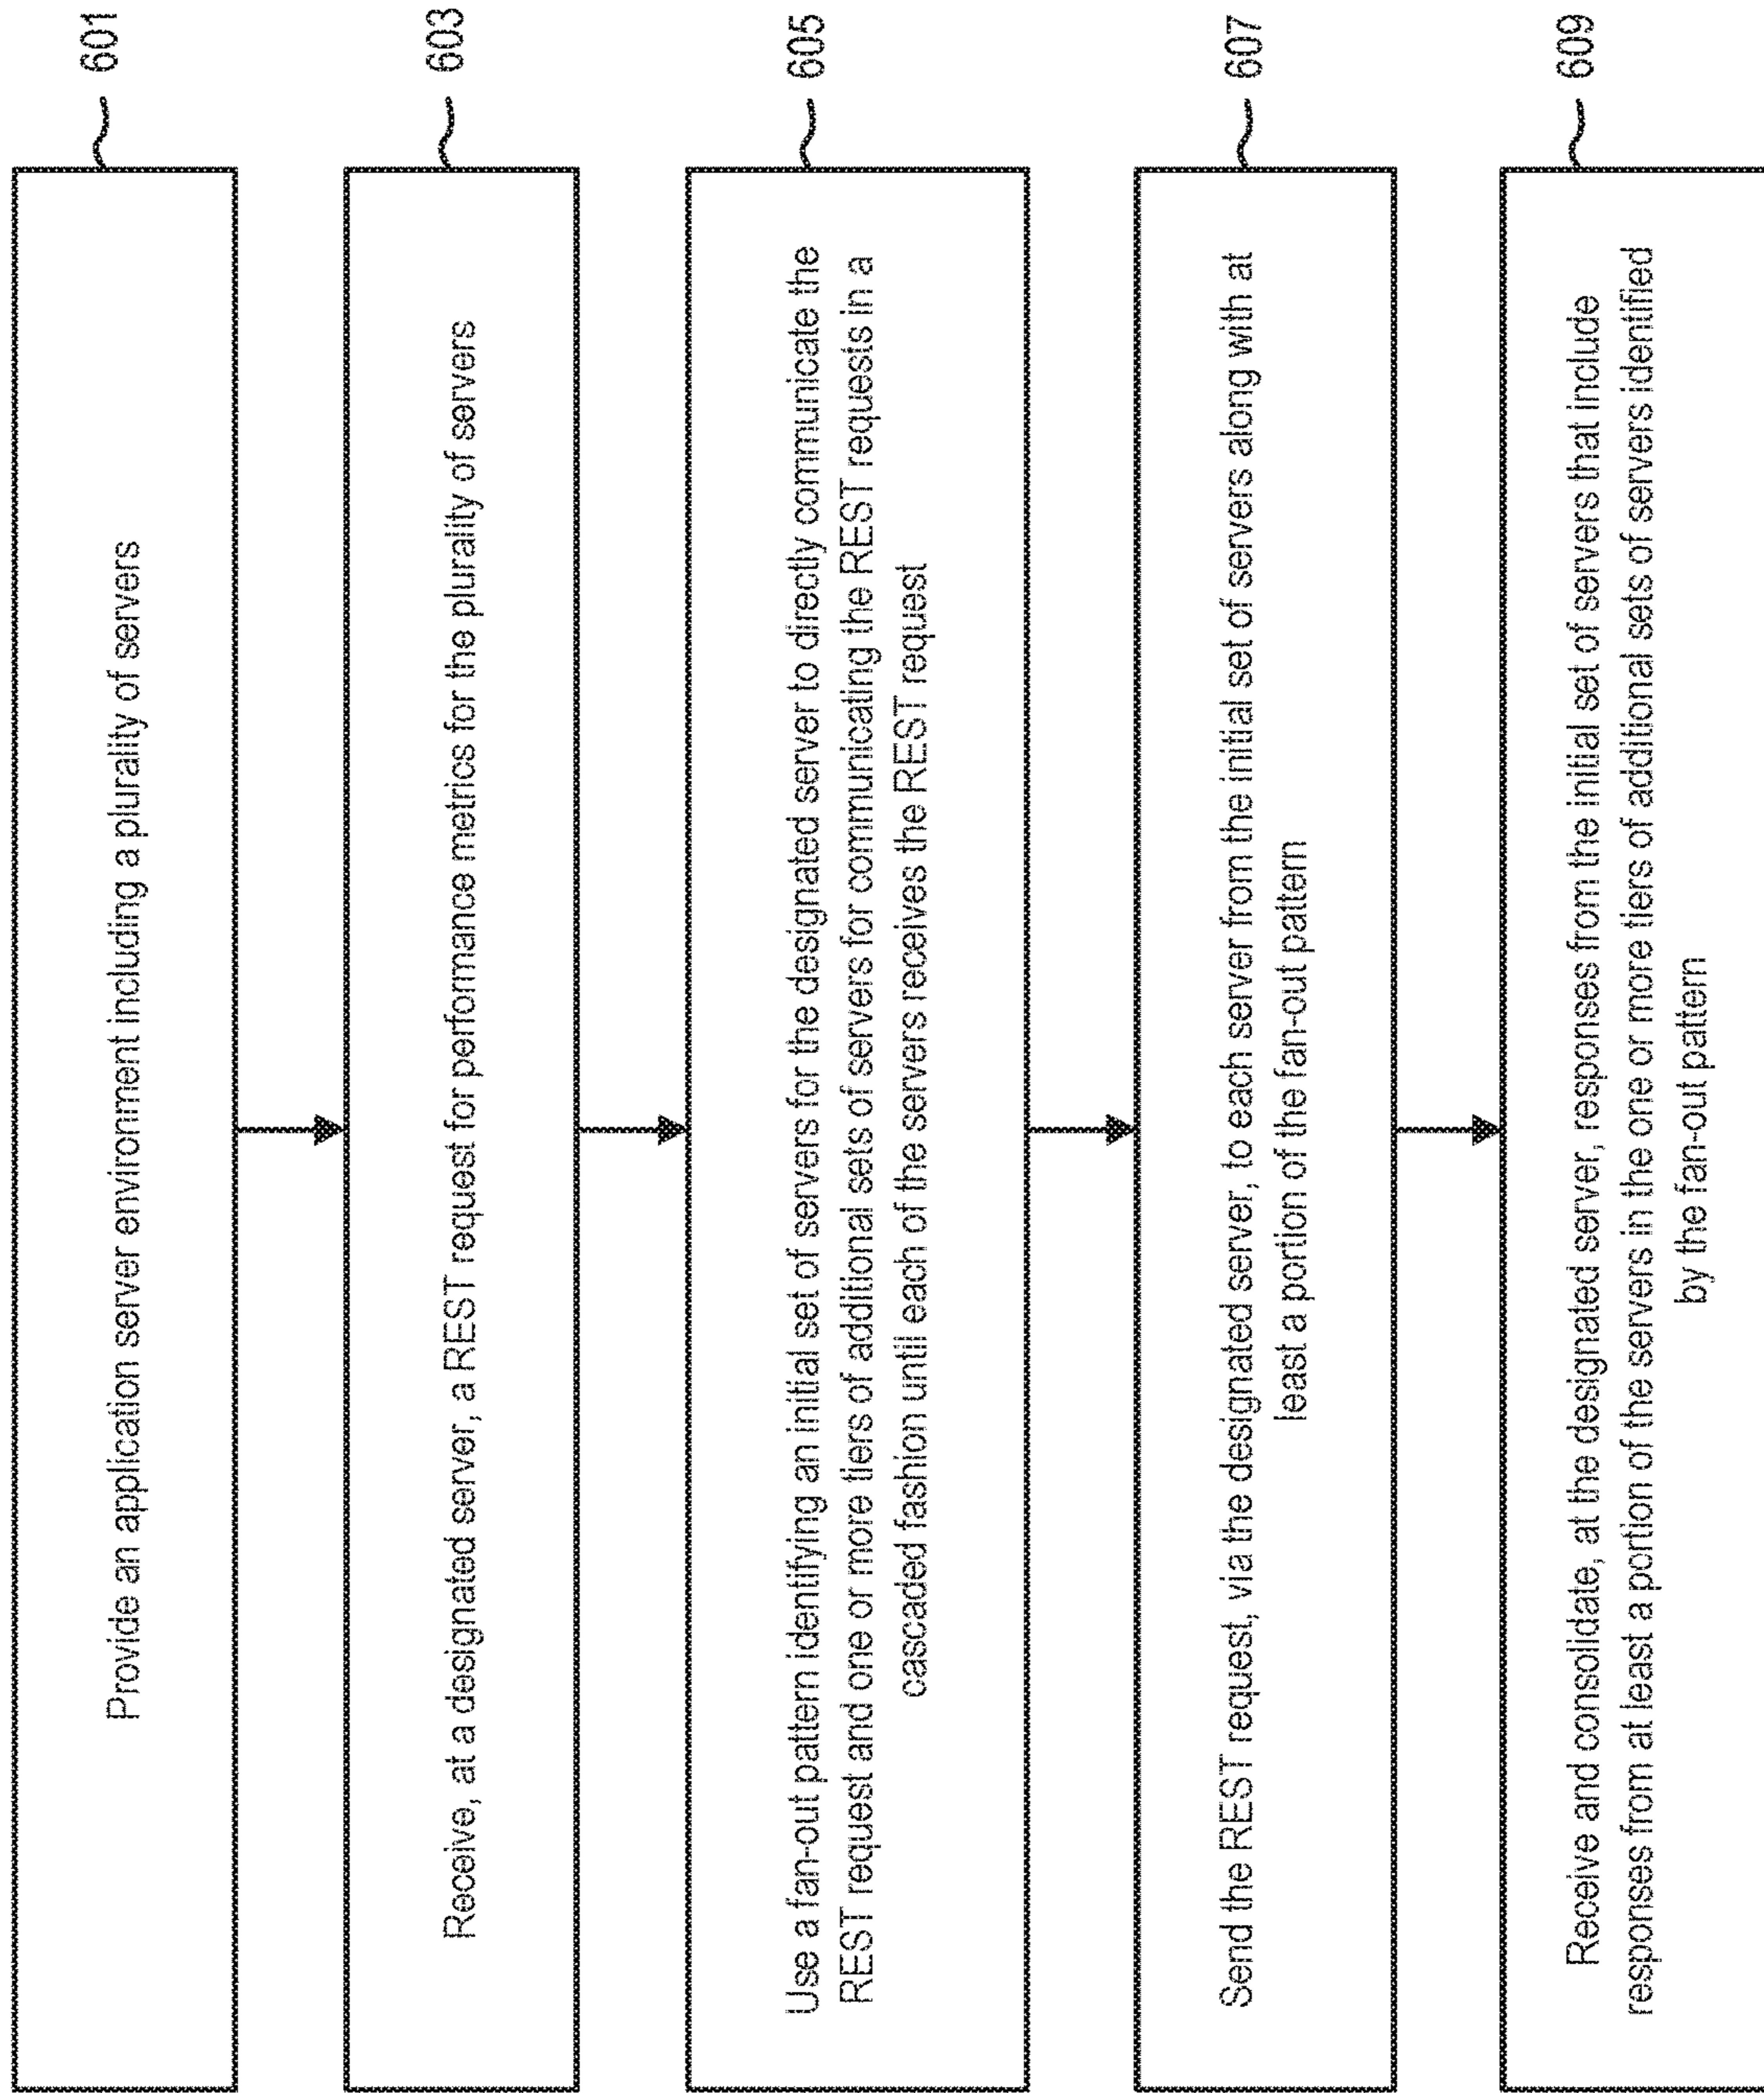 601
Provide an application server environment including a plurality of servers
603
Receive, at a designated server, a REST request for performance metrics for the plurality of servers
605
Use a fan-out pattern identifying an initial set of servers for the designated server to directly communicate the
REST request and one or more tiers of additional sets of servers for communicating the REST requests in a
cascaded fashion until each of the servers receives the REST request
607
Send the REST request, via the designated server, to each server from the initial set of servers along with at
least a portion of the fan-out pattern
609
Receive and consolidate, at the designated server, responses from the initial set of servers that include
responses from at least a portion of the servers in the one or more tiers of additional sets of servers identified
by the fan-out pattern